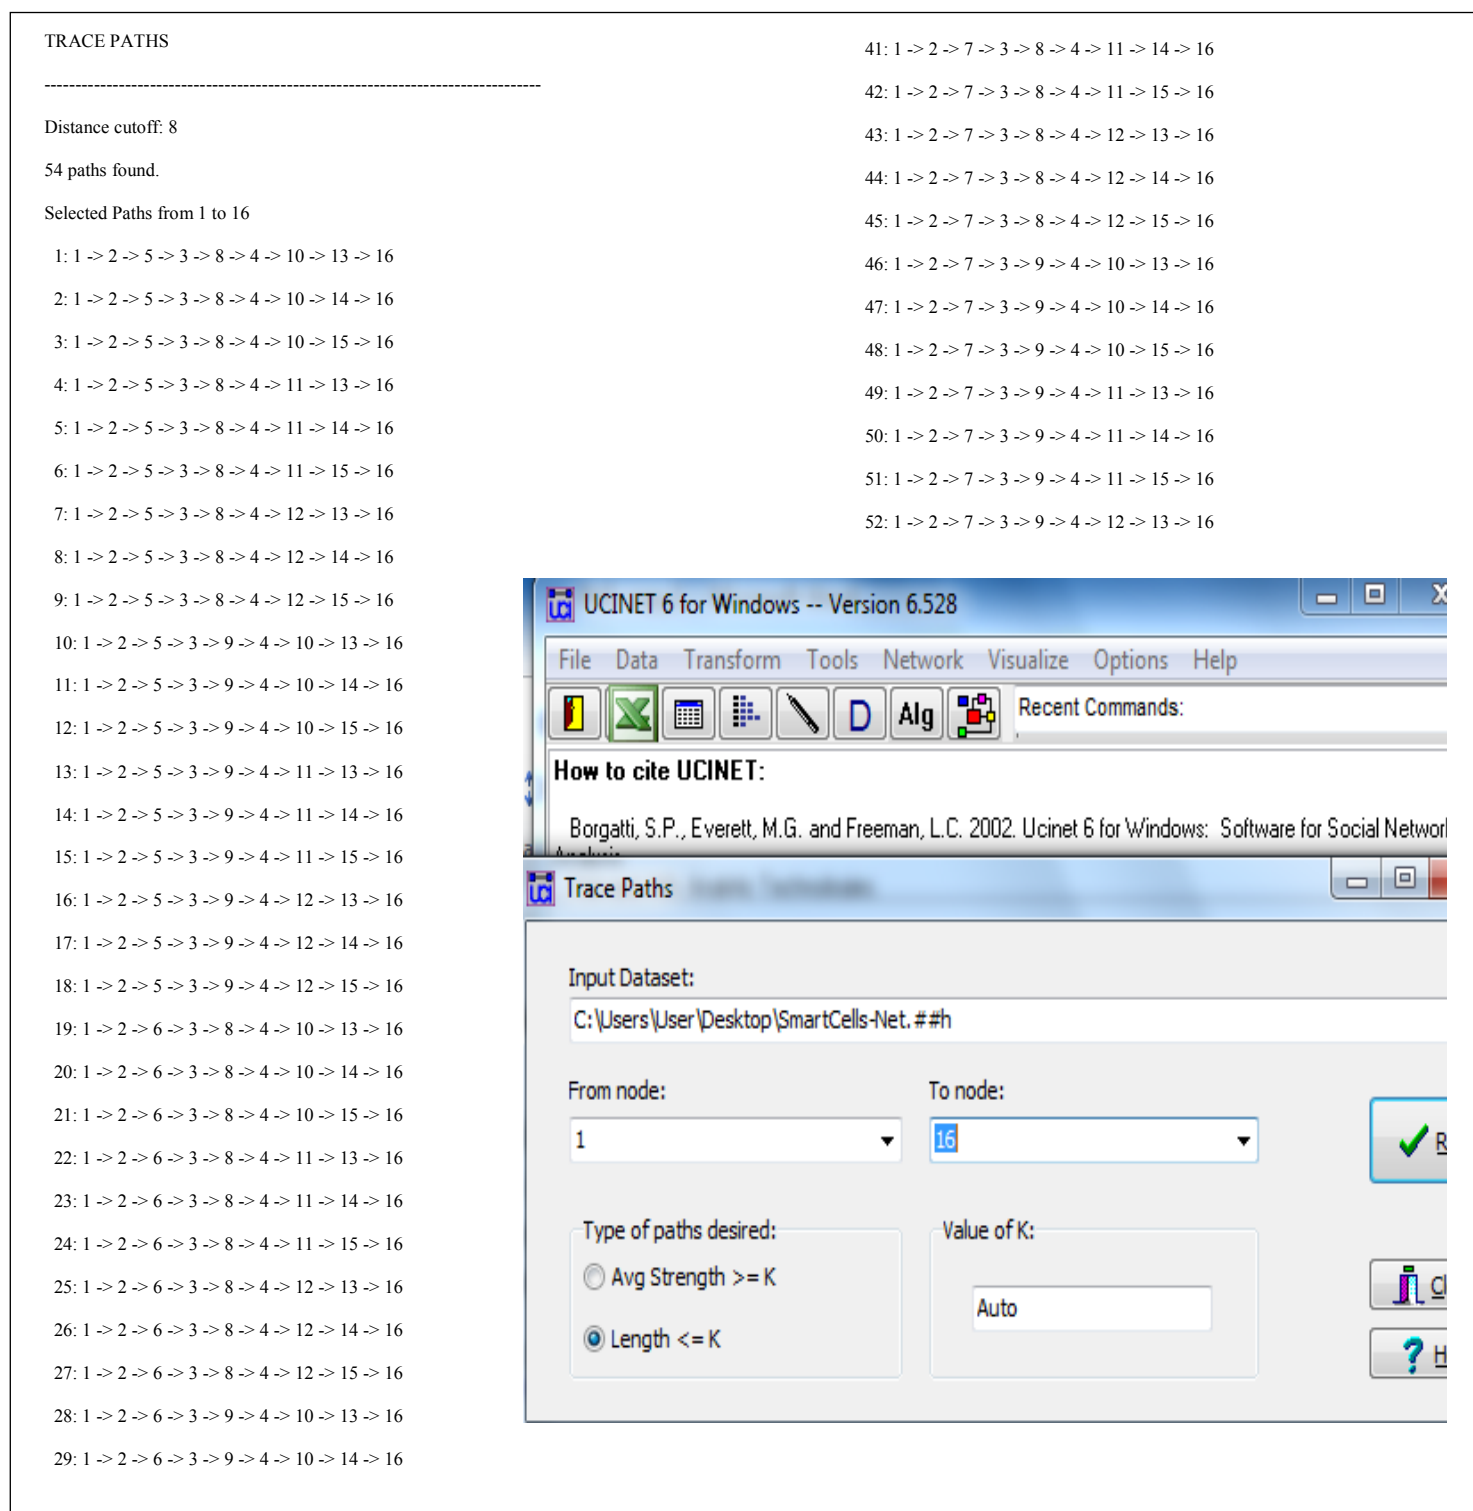 TRACE PATHS
--------------------------------------------------------------------------------
Distance cutoff: 8
54 paths found.
Selected Paths from 1 to 16
1: 1 -> 2 -> 5 -> 3 -> 8 -> 4 -> 10 -> 13 -> 16
2: 1 -> 2 -> 5 -> 3 -> 8 -> 4 -> 10 -> 14 -> 16
3: 1 -> 2 -> 5 -> 3 -> 8 -> 4 -> 10 -> 15 -> 16
4: 1 -> 2 -> 5 -> 3 -> 8 -> 4 -> 11 -> 13 -> 16
5: 1 -> 2 -> 5 -> 3 -> 8 -> 4 -> 11 -> 14 -> 16
6: 1 -> 2 -> 5 -> 3 -> 8 -> 4 -> 11 -> 15 -> 16
7: 1 -> 2 -> 5 -> 3 -> 8 -> 4 -> 12 -> 13 -> 16
8: 1 -> 2 -> 5 -> 3 -> 8 -> 4 -> 12 -> 14 -> 16
9: 1 -> 2 -> 5 -> 3 -> 8 -> 4 -> 12 -> 15 -> 16
10: 1 -> 2 -> 5 -> 3 -> 9 -> 4 -> 10 -> 13 -> 16
11: 1 -> 2 -> 5 -> 3 -> 9 -> 4 -> 10 -> 14 -> 16
12: 1 -> 2 -> 5 -> 3 -> 9 -> 4 -> 10 -> 15 -> 16
13: 1 -> 2 -> 5 -> 3 -> 9 -> 4 -> 11 -> 13 -> 16
14: 1 -> 2 -> 5 -> 3 -> 9 -> 4 -> 11 -> 14 -> 16
15: 1 -> 2 -> 5 -> 3 -> 9 -> 4 -> 11 -> 15 -> 16
16: 1 -> 2 -> 5 -> 3 -> 9 -> 4 -> 12 -> 13 -> 16
17: 1 -> 2 -> 5 -> 3 -> 9 -> 4 -> 12 -> 14 -> 16
18: 1 -> 2 -> 5 -> 3 -> 9 -> 4 -> 12 -> 15 -> 16
19: 1 -> 2 -> 6 -> 3 -> 8 -> 4 -> 10 -> 13 -> 16
20: 1 -> 2 -> 6 -> 3 -> 8 -> 4 -> 10 -> 14 -> 16
21: 1 -> 2 -> 6 -> 3 -> 8 -> 4 -> 10 -> 15 -> 16
22: 1 -> 2 -> 6 -> 3 -> 8 -> 4 -> 11 -> 13 -> 16
23: 1 -> 2 -> 6 -> 3 -> 8 -> 4 -> 11 -> 14 -> 16
24: 1 -> 2 -> 6 -> 3 -> 8 -> 4 -> 11 -> 15 -> 16
25: 1 -> 2 -> 6 -> 3 -> 8 -> 4 -> 12 -> 13 -> 16
26: 1 -> 2 -> 6 -> 3 -> 8 -> 4 -> 12 -> 14 -> 16
27: 1 -> 2 -> 6 -> 3 -> 8 -> 4 -> 12 -> 15 -> 16
28: 1 -> 2 -> 6 -> 3 -> 9 -> 4 -> 10 -> 13 -> 16
29: 1 -> 2 -> 6 -> 3 -> 9 -> 4 -> 10 -> 14 -> 16
41: 1 -> 2 -> 7 -> 3 -> 8 -> 4 -> 11 -> 14 -> 16
42: 1 -> 2 -> 7 -> 3 -> 8 -> 4 -> 11 -> 15 -> 16
43: 1 -> 2 -> 7 -> 3 -> 8 -> 4 -> 12 -> 13 -> 16
44: 1 -> 2 -> 7 -> 3 -> 8 -> 4 -> 12 -> 14 -> 16
45: 1 -> 2 -> 7 -> 3 -> 8 -> 4 -> 12 -> 15 -> 16
46: 1 -> 2 -> 7 -> 3 -> 9 -> 4 -> 10 -> 13 -> 16
47: 1 -> 2 -> 7 -> 3 -> 9 -> 4 -> 10 -> 14 -> 16
48: 1 -> 2 -> 7 -> 3 -> 9 -> 4 -> 10 -> 15 -> 16
49: 1 -> 2 -> 7 -> 3 -> 9 -> 4 -> 11 -> 13 -> 16
50: 1 -> 2 -> 7 -> 3 -> 9 -> 4 -> 11 -> 14 -> 16
51: 1 -> 2 -> 7 -> 3 -> 9 -> 4 -> 11 -> 15 -> 16
52: 1 -> 2 -> 7 -> 3 -> 9 -> 4 -> 12 -> 13 -> 16
UCINET 6 for Windows -- Version 6.528
File Data Transform Tools Network Visualize Options Help
D Alg Recent Commands:
How to cite UCINET:
Borgatti, S.P., Everett, M.G. and Freeman, L.C. 2002. Ucinet 6 for Windows: Software for Social Network
Trace Paths
Input Dataset:
C:\Users\User\Desktop\SmartCells-Net.##h
From node: To node:
1 16
Type of paths desired: Value of K:
Avg Strength >= K
Auto
Length <= K